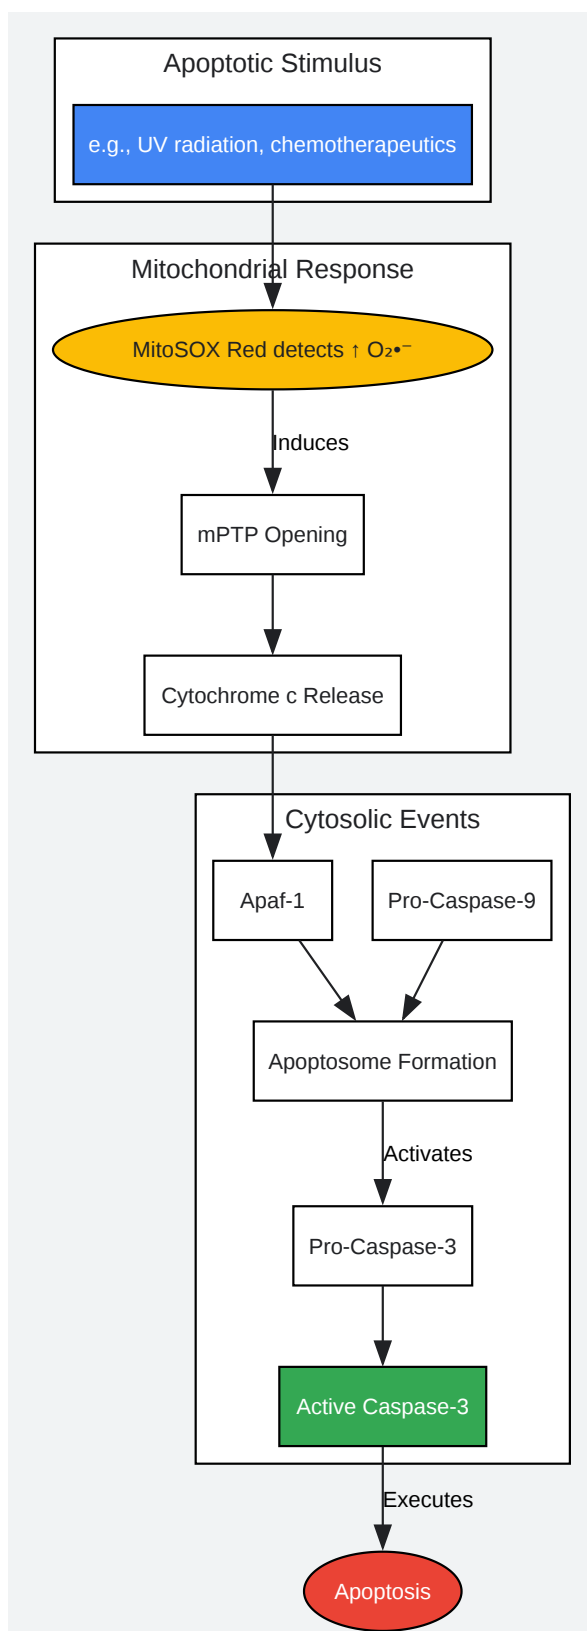 Apoptotic Stimulus
e.g., UV radiation, chemotherapeutics
Mitochondrial Response
MitoSOX Red detects ↑ O₂•⁻
Induces
mPTP Opening
Cytochrome c Release
Cytosolic Events
Apaf-1
Pro-Caspase-9
Apoptosome Formation
Activates
Pro-Caspase-3
Active Caspase-3
Executes
Apoptosis